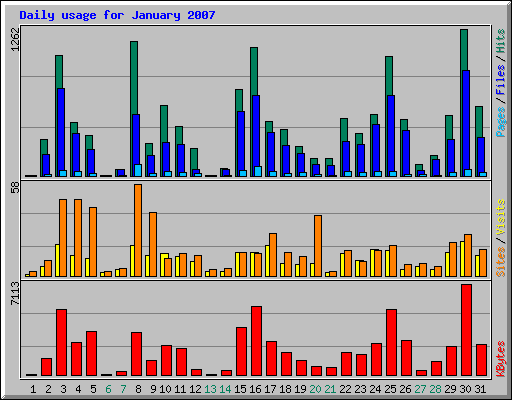 Daily usage for January 2007
1262
Pages / Files / Hits
58
Sites / Visits
7113
KBytes
1 2 3 4 5 6 7 8 9 10 11 12 13 14 15 16 17 18 19 20 21 22 23 24 25 26 27 28 29 30 31